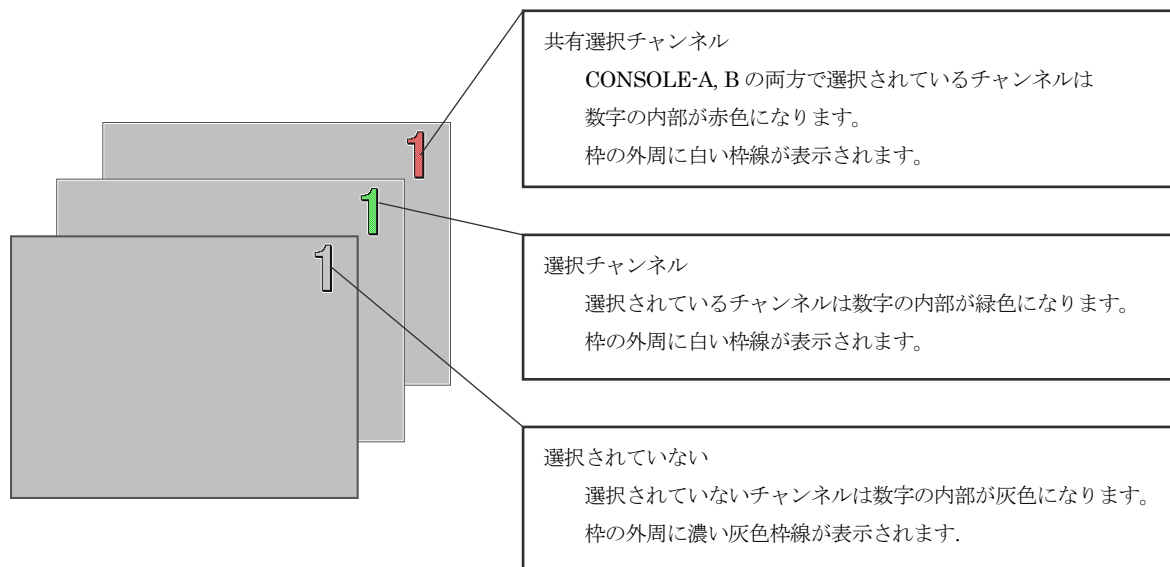 共有選択チャンネル
CONSOLE-A, B の両方で選択されているチャンネルは
数字の内部が赤色になります。
枠の外周に白い枠線が表示されます。
1
1
選択チャンネル
選択されているチャンネルは数字の内部が緑色になります。
枠の外周に白い枠線が表示されます。
1
選択されていない
選択されていないチャンネルは数字の内部が灰色になります。
枠の外周に濃い灰色枠線が表示されます.